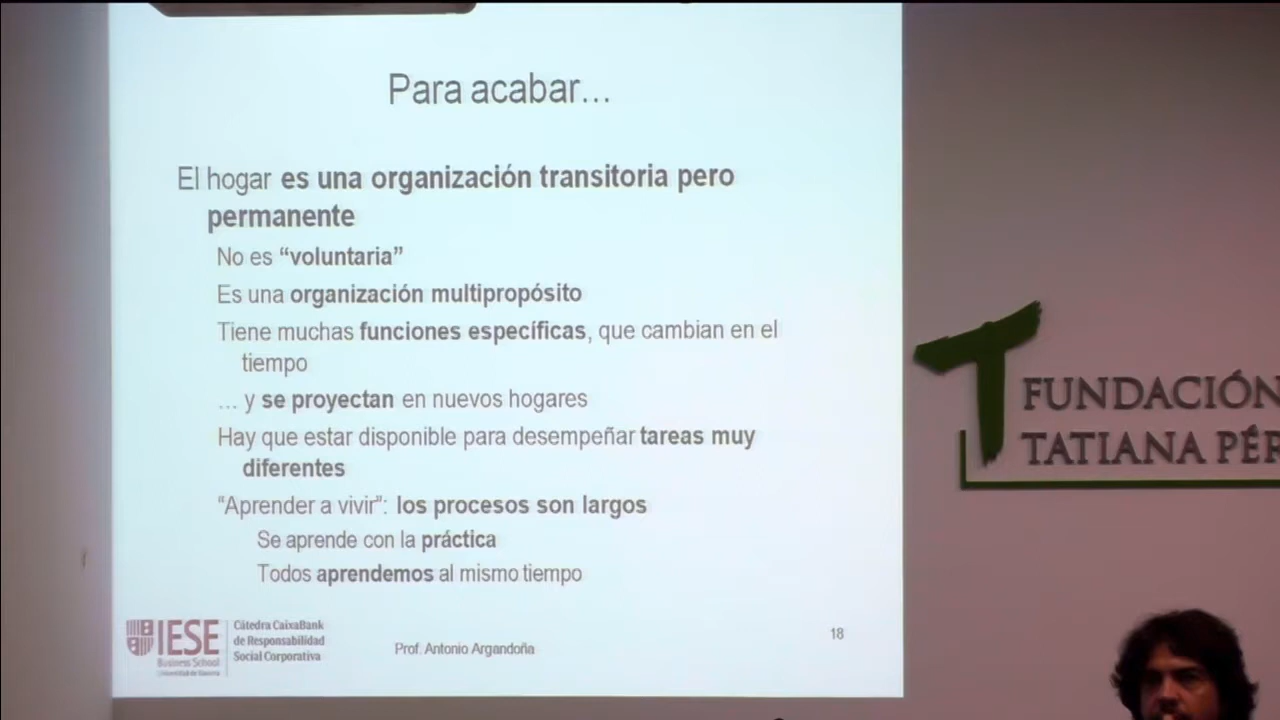 Para acabar...
El hogar es una organización transitoria pero
permanente
No es “voluntaria”
Es una organización multipropósito
Tiene muchas funciones específicas, que cambian en el
tiempo
... y se proyectan en nuevos hogares
Hay que estar disponible para desempeñar tareas muy
diferentes
“Aprender a vivir”: los procesos son largos
Se aprende con la práctica
Todos aprendemos al mismo tiempo
IESE
Business School
Universidad de Navarra
Cátedra CaixaBank
de Responsabilidad
Social Corporativa
Prof. Antonio Argandoña
18
FUNDACIÓN
TATIANA PÉR